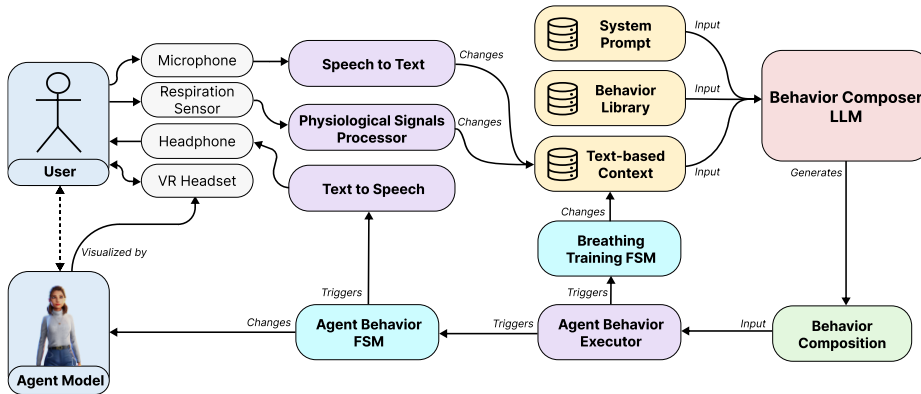 System
Prompt
Input
Microphone
Speech to Text
Changes
Respiration
Sensor
Behavior
Library
Input
Behavior Composer
LLM
Physiological Signals
Processor
Changes
Headphone
Text-based
Context
Input
User
VR Headset
Text to Speech
Generates
Changes
Visualized by
Breathing
Training FSM
Triggers
Triggers
Changes
Agent Behavior
FSM
Triggers
Agent Behavior
Executor
Input
Behavior
Composition
Agent Model